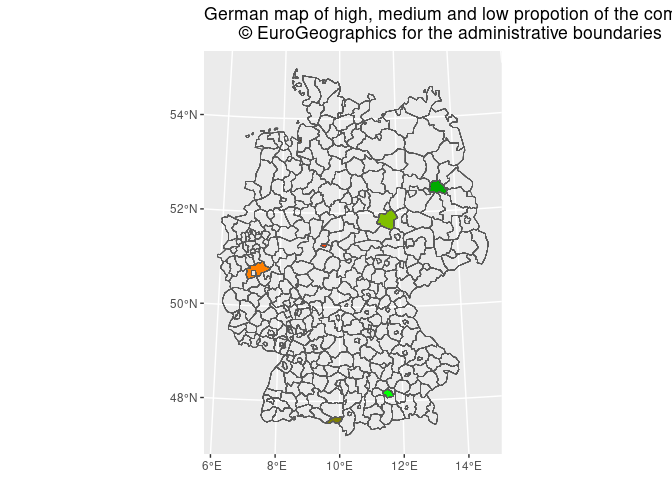 German map of high, medium and low propotion of the com
© EuroGeographics for the administrative boundaries
54°N
52°N
50°N
48°N
6°E 8°E 10°E 12°E 14°E